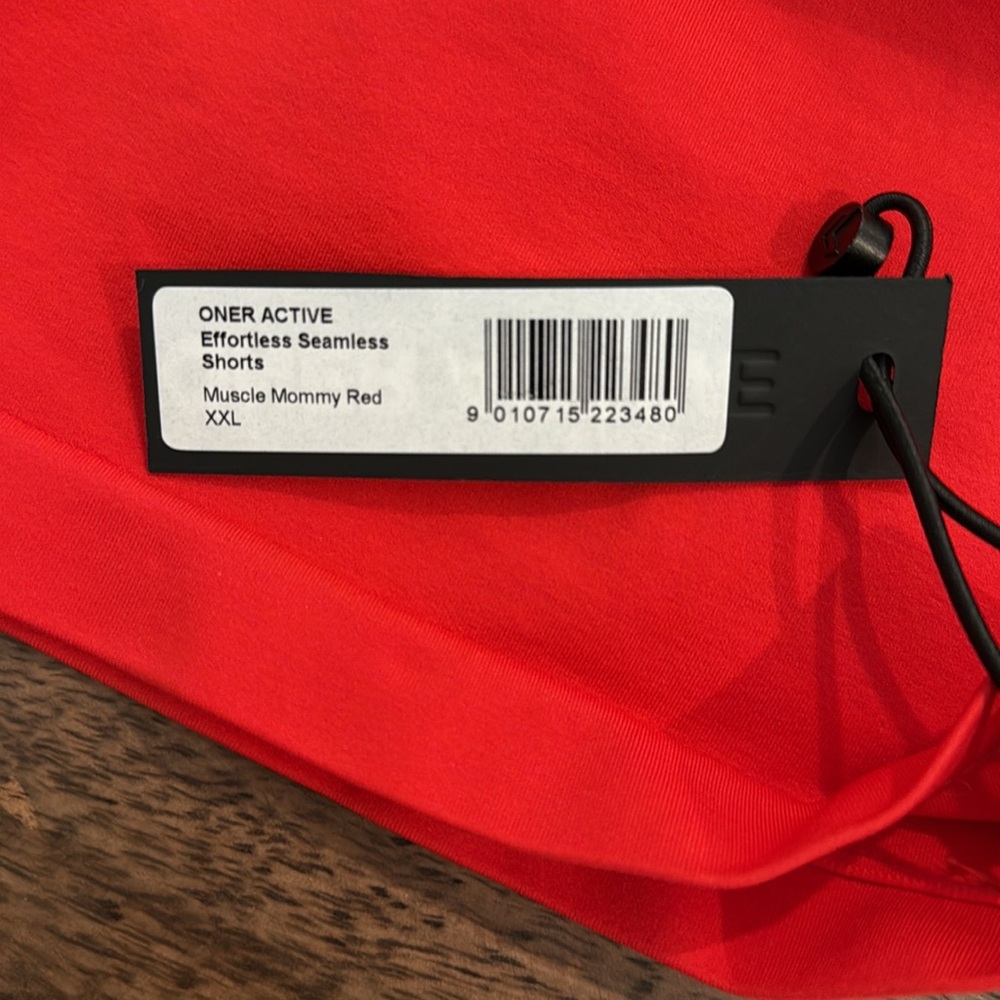 ONER ACTIVE
Effortless Seamless
Shorts
Muscle Mommy Red
XXL
9 010715 223480
E